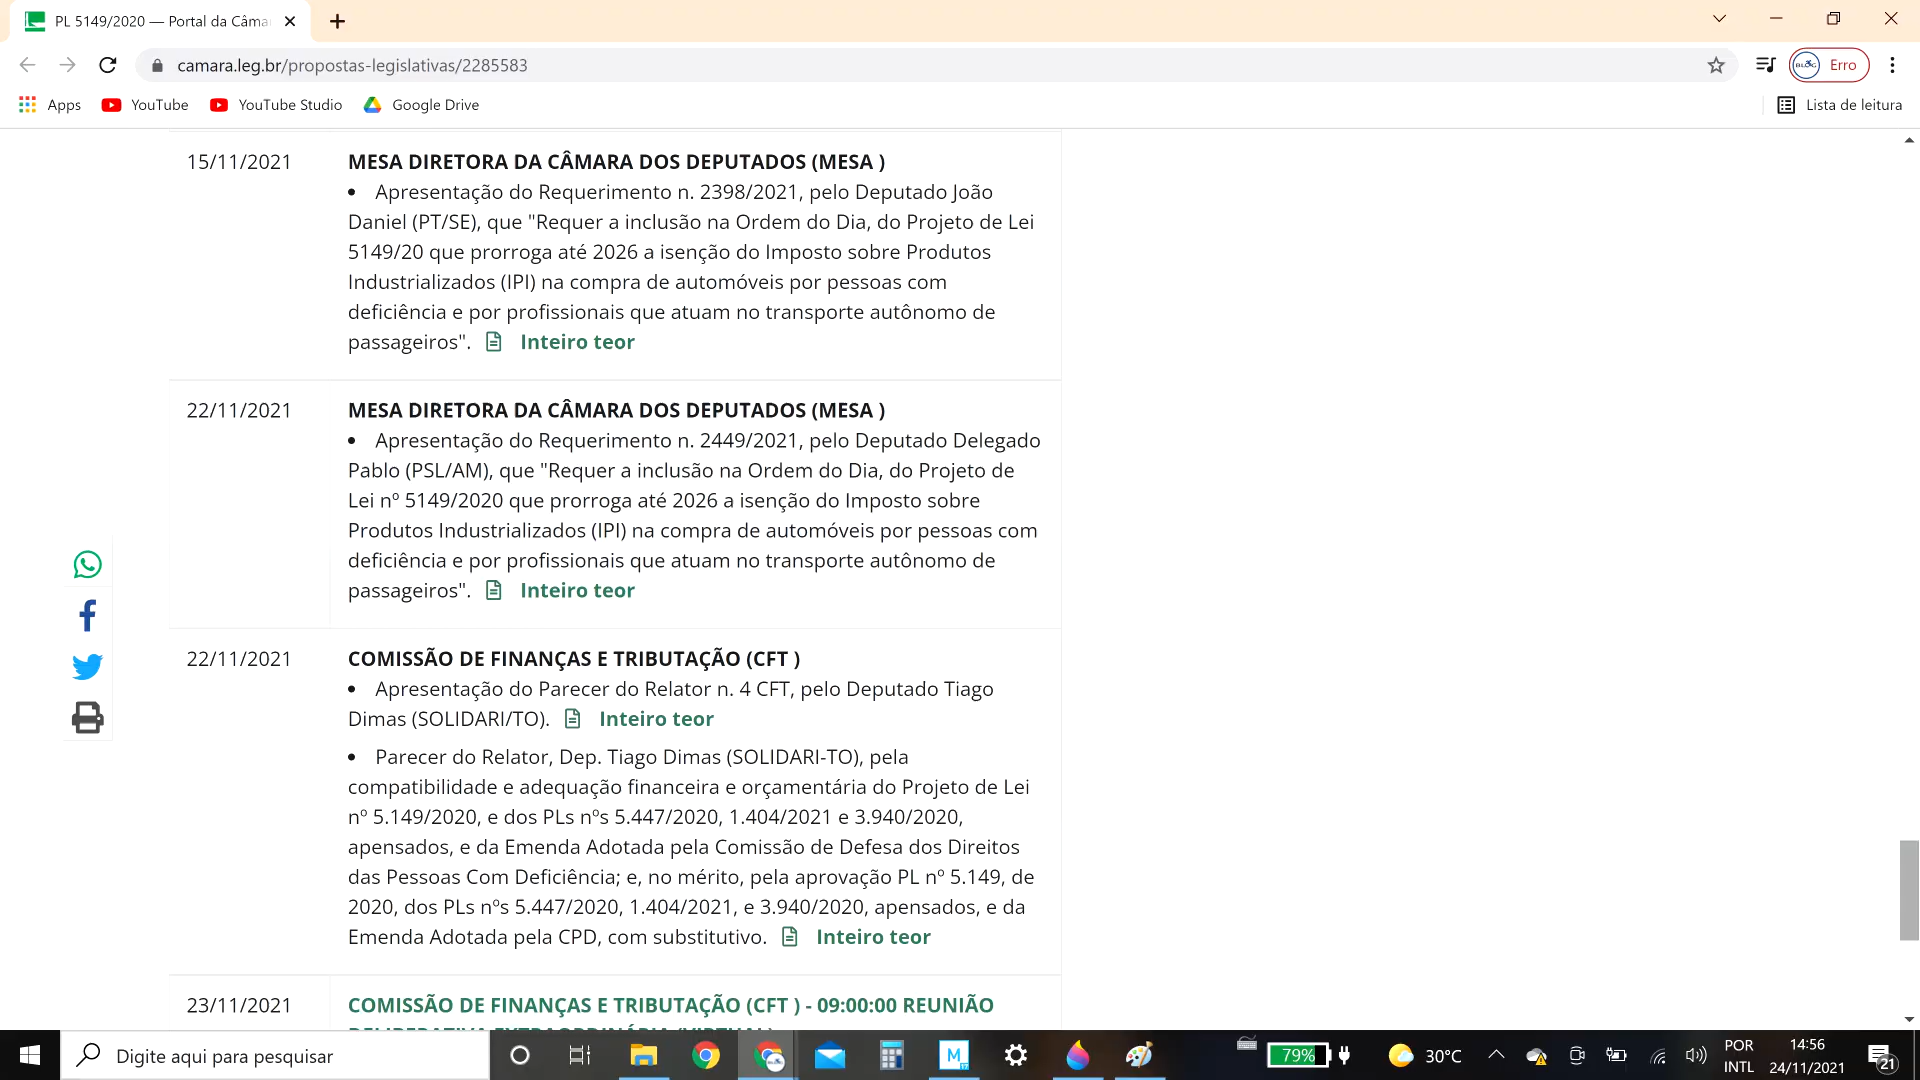 PL 5149/2020 — Portal da Câma
camara.leg.br/propostas-legislativas/2285583
Erro
Apps
YouTube
YouTube Studio
Google Drive
Lista de leitura
15/11/2021
MESA DIRETORA DA CÂMARA DOS DEPUTADOS (MESA )
• Apresentação do Requerimento n. 2398/2021, pelo Deputado João
Daniel (PT/SE), que "Requer a inclusão na Ordem do Dia, do Projeto de Lei
5149/20 que prorroga até 2026 a isenção do Imposto sobre Produtos
Industrializados (IPI) na compra de automóveis por pessoas com
deficiência e por profissionais que atuam no transporte autônomo de
passageiros". Inteiro teor
22/11/2021
MESA DIRETORA DA CÂMARA DOS DEPUTADOS (MESA )
• Apresentação do Requerimento n. 2449/2021, pelo Deputado Delegado
Pablo (PSL/AM), que "Requer a inclusão na Ordem do Dia, do Projeto de
Lei nº 5149/2020 que prorroga até 2026 a isenção do Imposto sobre
Produtos Industrializados (IPI) na compra de automóveis por pessoas com
deficiência e por profissionais que atuam no transporte autônomo de
passageiros". Inteiro teor
22/11/2021
COMISSÃO DE FINANÇAS E TRIBUTAÇÃO (CFT )
• Apresentação do Parecer do Relator n. 4 CFT, pelo Deputado Tiago
Dimas (SOLIDARI/TO). Inteiro teor
• Parecer do Relator, Dep. Tiago Dimas (SOLIDARI-TO), pela
compatibilidade e adequação financeira e orçamentária do Projeto de Lei
nº 5.149/2020, e dos PLs nºs 5.447/2020, 1.404/2021 e 3.940/2020,
apensados, e da Emenda Adotada pela Comissão de Defesa dos Direitos
das Pessoas Com Deficiência; e, no mérito, pela aprovação PL nº 5.149, de
2020, dos PLs nºs 5.447/2020, 1.404/2021, e 3.940/2020, apensados, e da
Emenda Adotada pela CPD, com substitutivo. Inteiro teor
23/11/2021
COMISSÃO DE FINANÇAS E TRIBUTAÇÃO (CFT ) - 09:00:00 REUNIÃO
DELIBERATIVA EXTRAORDINÁRIA (VIRTUAL)
Digite aqui para pesquisar
79%
30°C
POR
INTL
14:56
24/11/2021
21